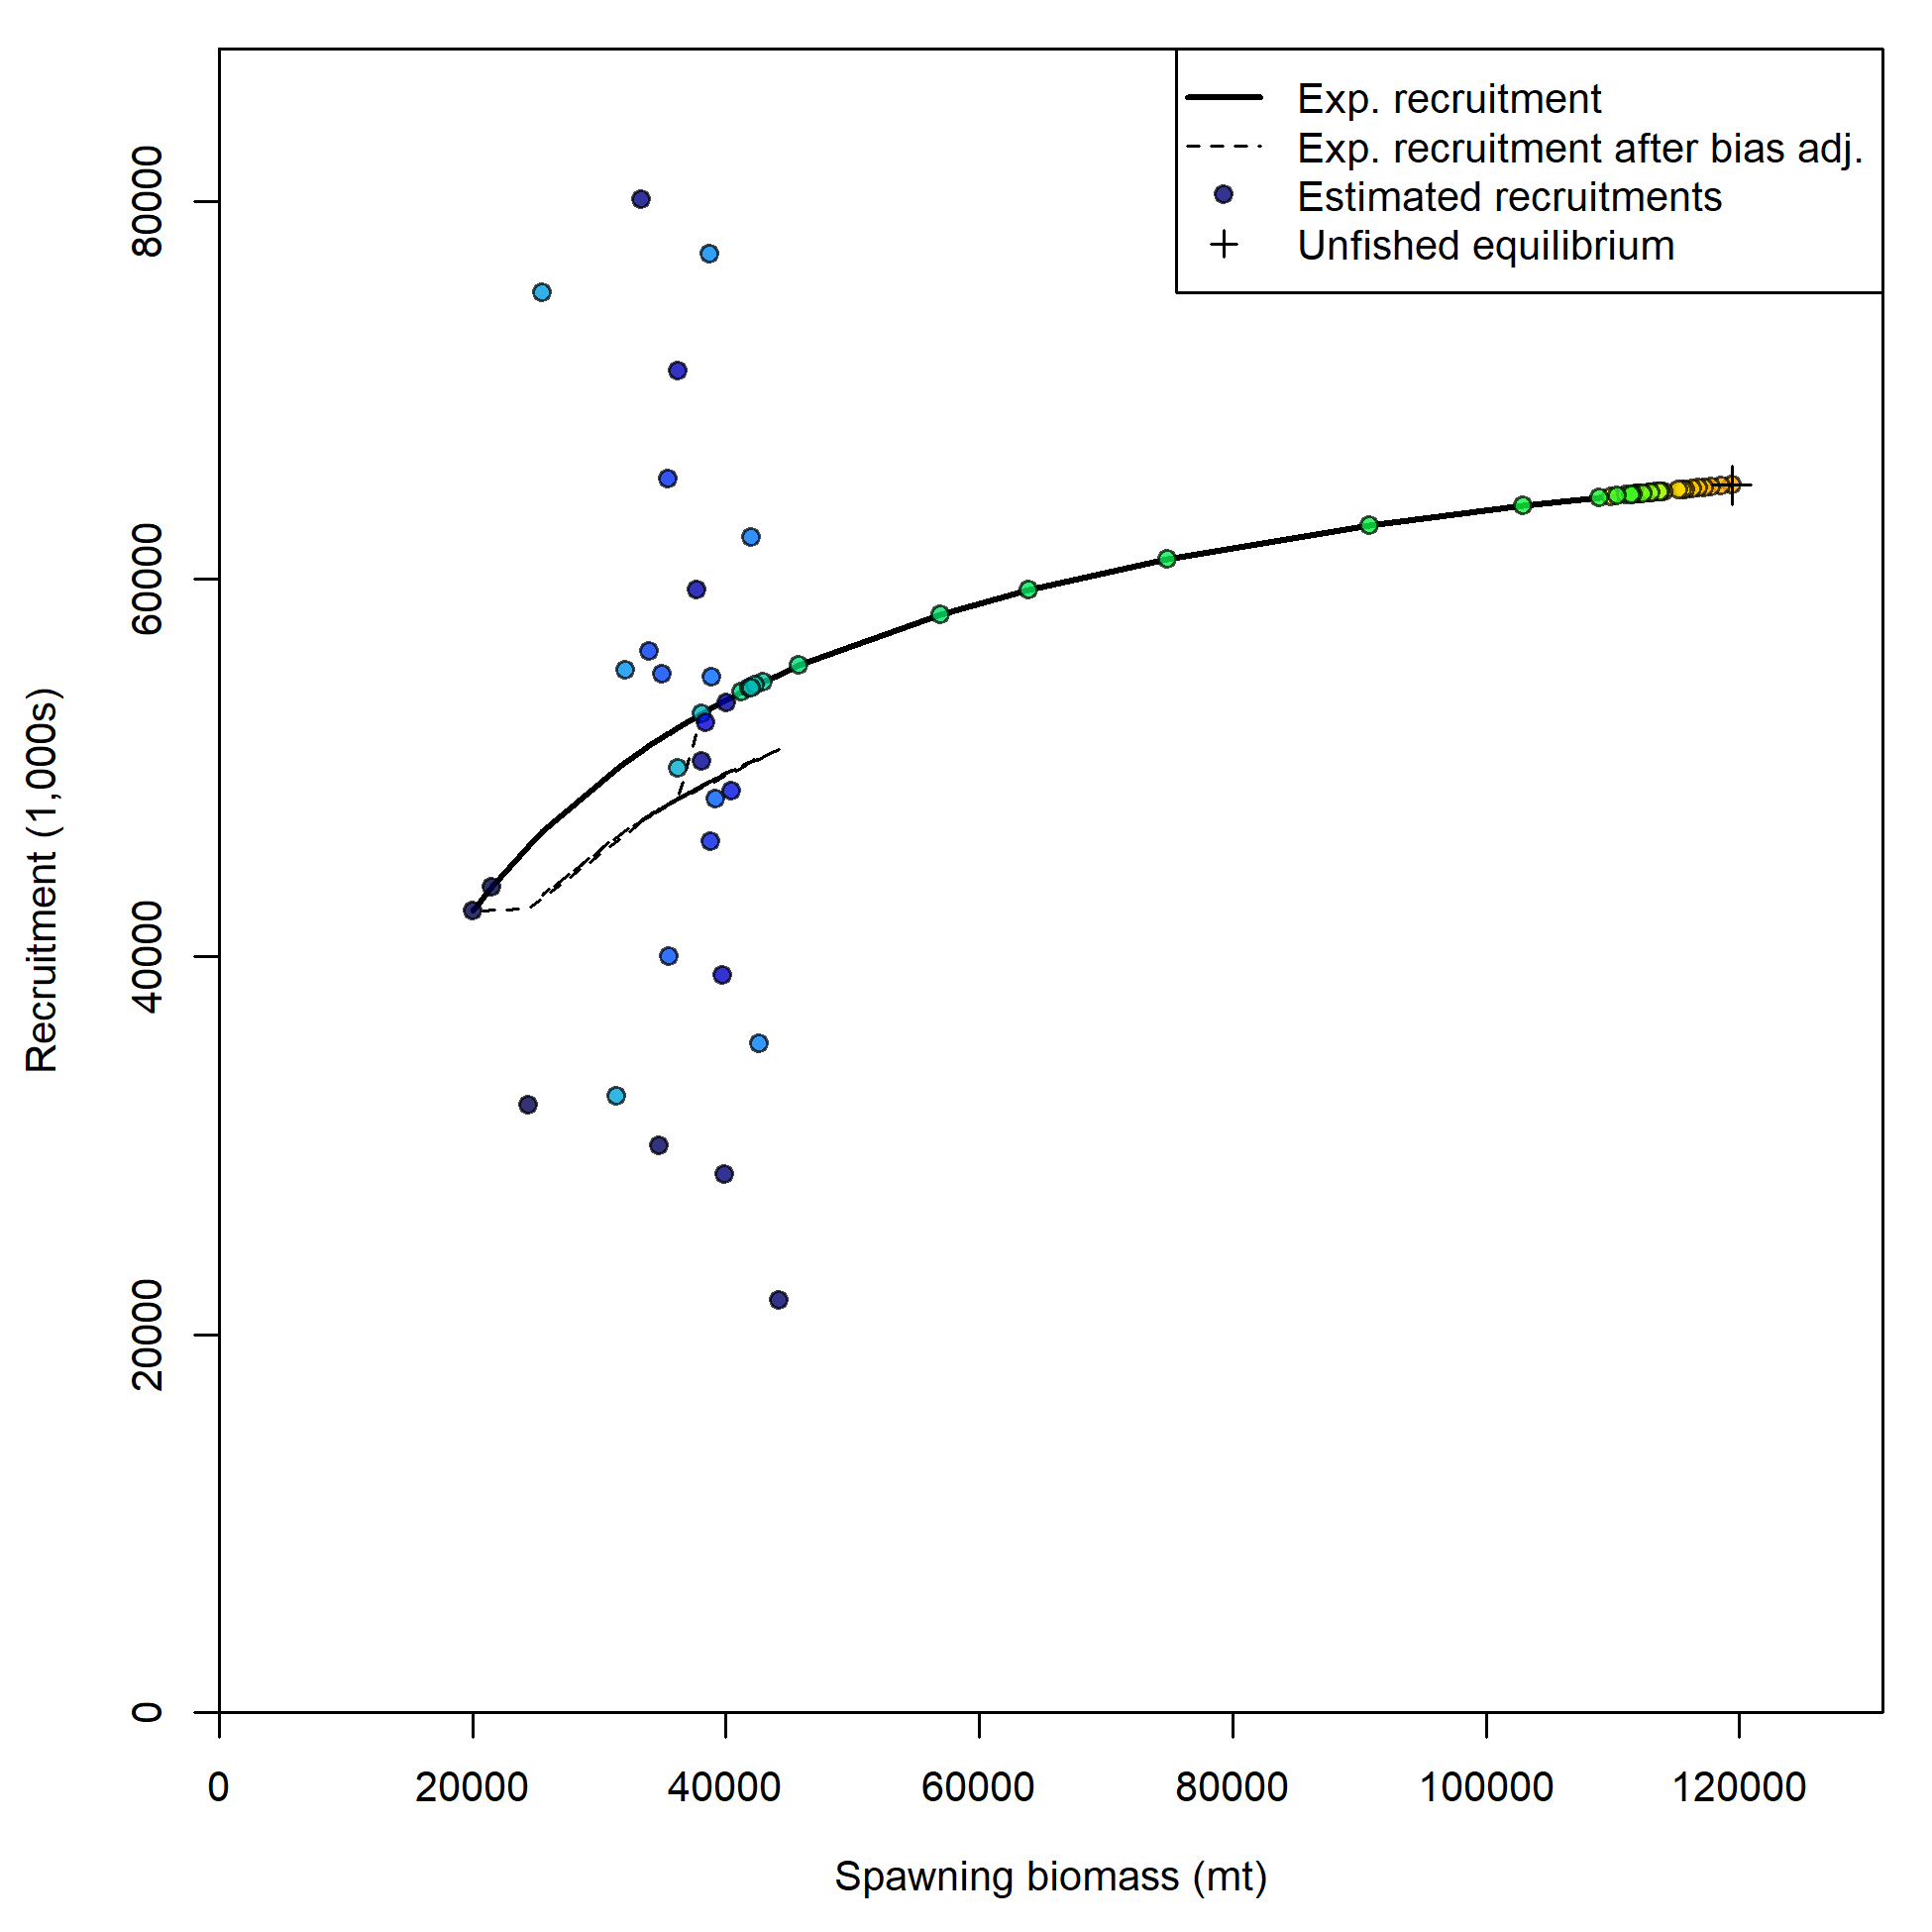 Exp. recruitment
Exp. recruitment after bias adj.
Estimated recruitments
Unfished equilibrium
80000
60000
40000
20000
0
Recruitment (1,000s)
0 20000 40000 60000 80000 100000 120000
Spawning biomass (mt)